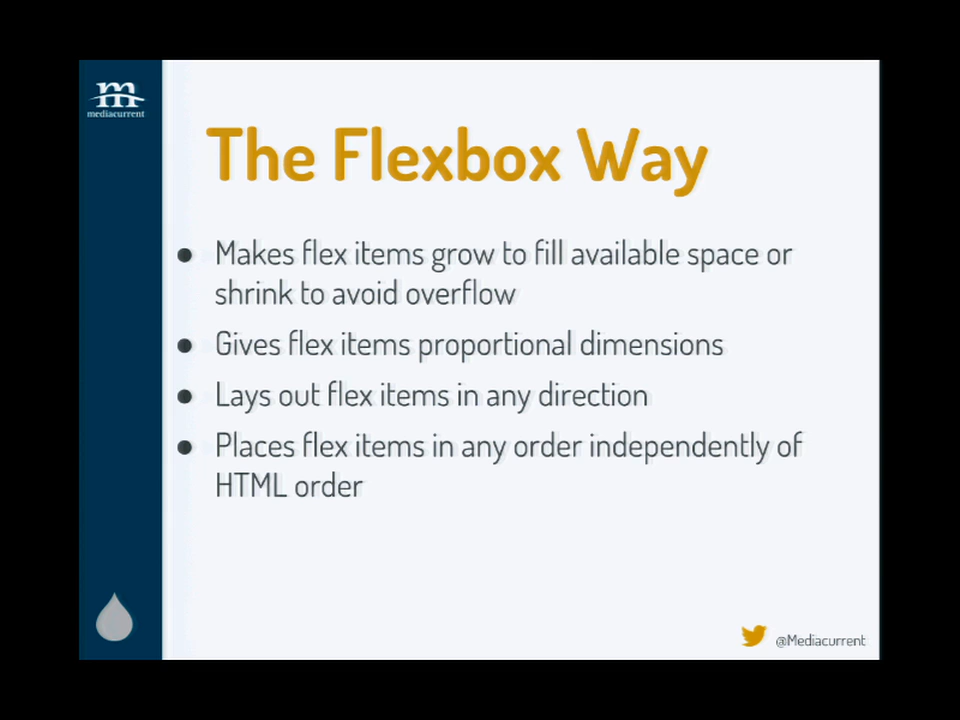 m
mediacurrent
The Flexbox Way
● Makes flex items grow to fill available space or
shrink to avoid overflow
● Gives flex items proportional dimensions
● Lays out flex items in any direction
● Places flex items in any order independently of
HTML order
@Mediacurrent